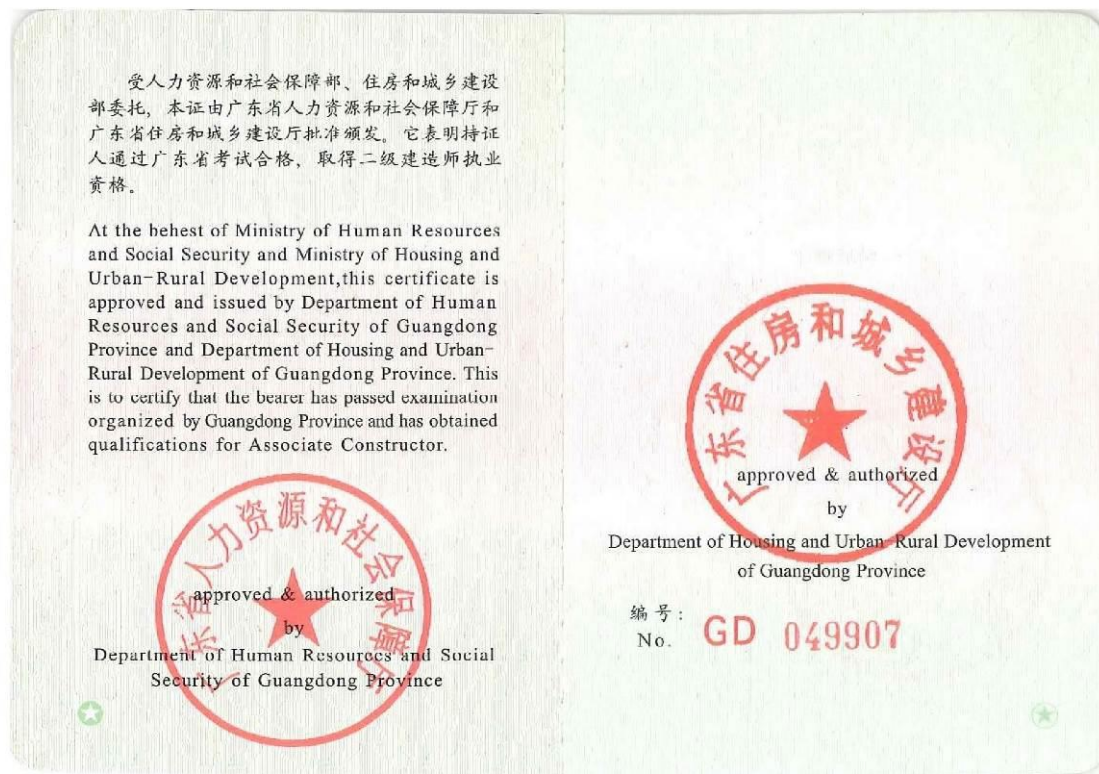 受人力资源和社会保障部、住房和城乡建设
部委托，本证由广东省人力资源和社会保障厅和
广东省住房和城乡建设厅批准颁发。它表明持证
人通过广东省考试合格，取得二级建造师执业
资格。
At the behest of Ministry of Human Resources
and Social Security and Ministry of Housing and
Urban-Rural Development,this certificate is
approved and issued by Department of Human
Resources and Social Security of Guangdong
Province and Department of Housing and Urban-
Rural Development of Guangdong Province. This
is to certify that the bearer has passed examination
organized by Guangdong Province and has obtained
qualifications for Associate Constructor.
广东省人力资源和社会保障厅
approved & authorized
by
Department of Human Resources and Social
Security of Guangdong Province
广东省住房和城乡建设厅
approved & authorized
by
Department of Housing and Urban-Rural Development
of Guangdong Province
编号：
No. GD 049907